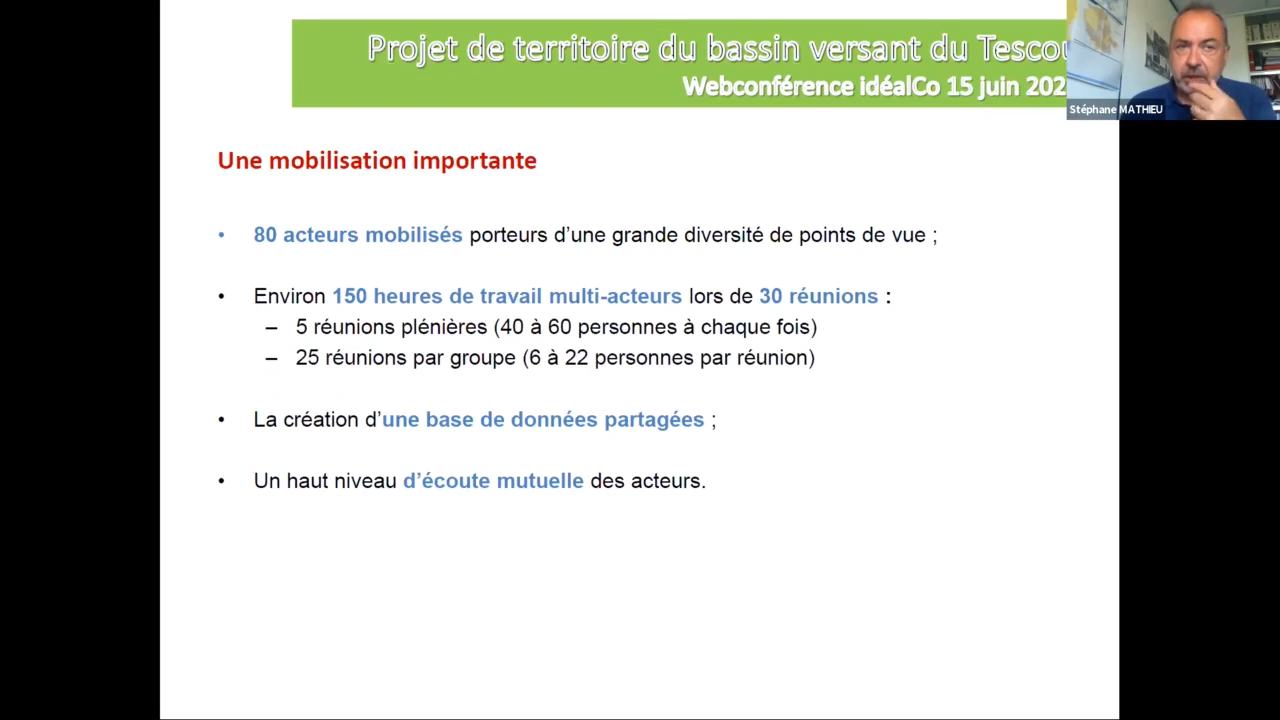 Projet de territoire du bassin versant du
Webconférence idéalCo 15 juin
Stéphane MATHIEU
Une mobilisation importante
• 80 acteurs mobilisés porteurs d’une grande diversité de points de vue ;
• Environ 150 heures de travail multi-acteurs lors de 30 réunions :
– 5 réunions plénières (40 à 60 personnes à chaque fois)
– 25 réunions par groupe (6 à 22 personnes par réunion)
• La création d’une base de données partagées ;
• Un haut niveau d’écoute mutuelle des acteurs.